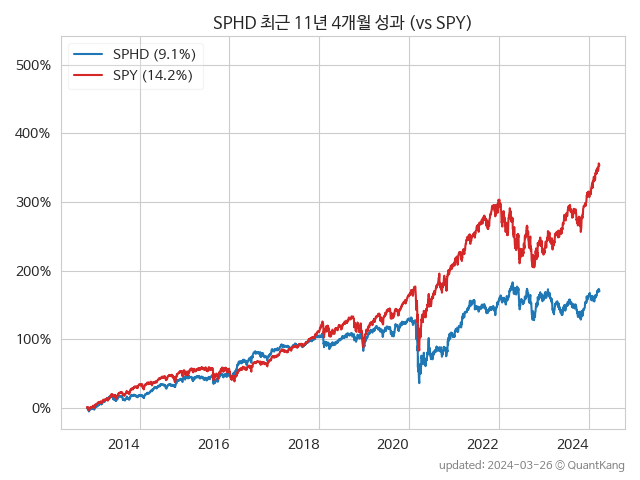 SPHD 최근 11년 4개월 성과 (vs SPY)
SPHD (9.1%)
SPY (14.2%)
500%
400%
300%
200%
100%
0%
2014 2016 2018 2020 2022 2024
updated: 2024-03-26 © QuantKang